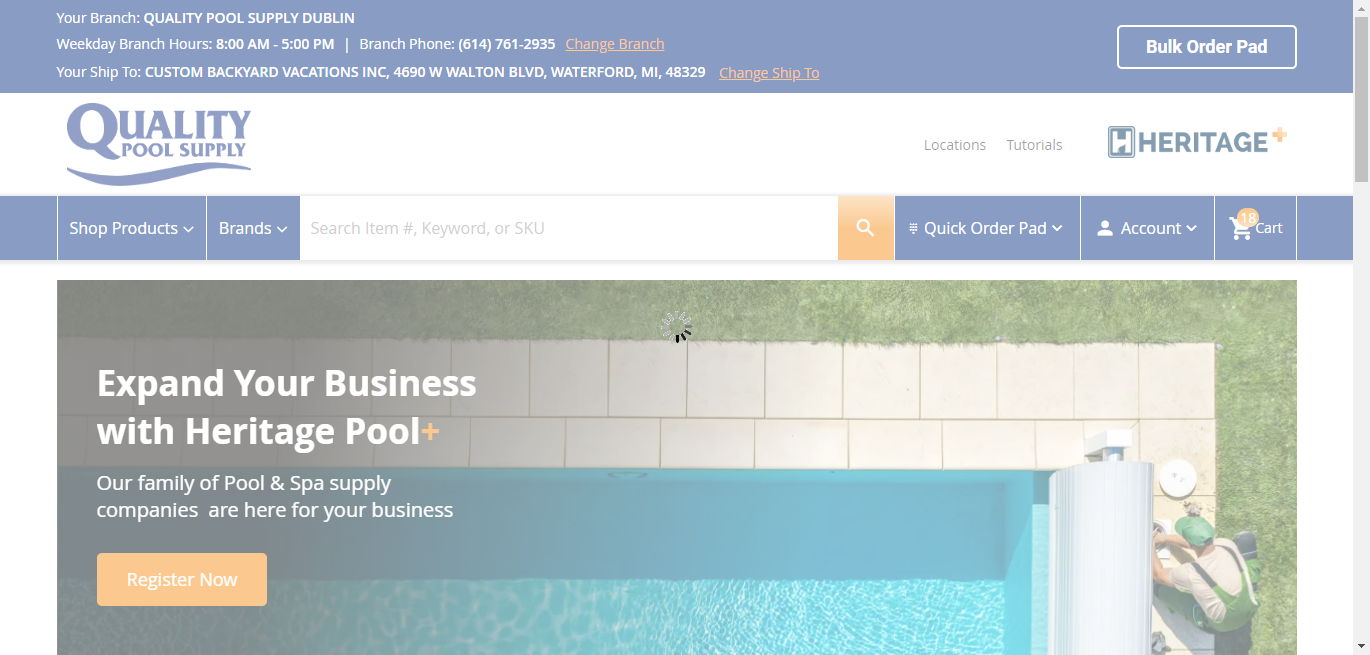 Your Branch: QUALITY POOL SUPPLY DUBLIN
Weekday Branch Hours: 8:00 AM - 5:00 PM | Branch Phone: (614) 761-2935 Change Branch
Your Ship To: CUSTOM BACKYARD VACATIONS INC, 4690 W WALTON BLVD, WATERFORD, MI, 48329 Change Ship To
Bulk Order Pad
QUALITY
POOL SUPPLY
Locations Tutorials
H HERITAGE+
Shop Products
Brands
Search Item #, Keyword, or SKU
Quick Order Pad
Account
18
Cart
Expand Your Business
with Heritage Pool+
Our family of Pool & Spa supply
companies are here for your business
Register Now